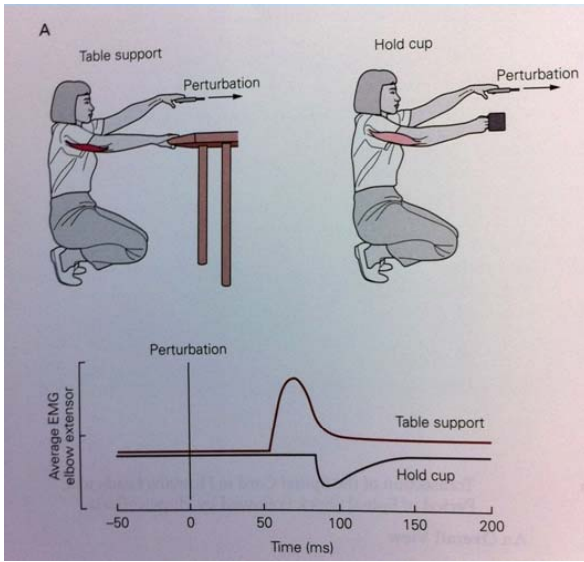 A
Table support
Hold cup
Perturbation
Perturbation
Perturbation
Average EMG
elbow extensor
Table support
Hold cup
-50 0 50 100 150 200
Time (ms)